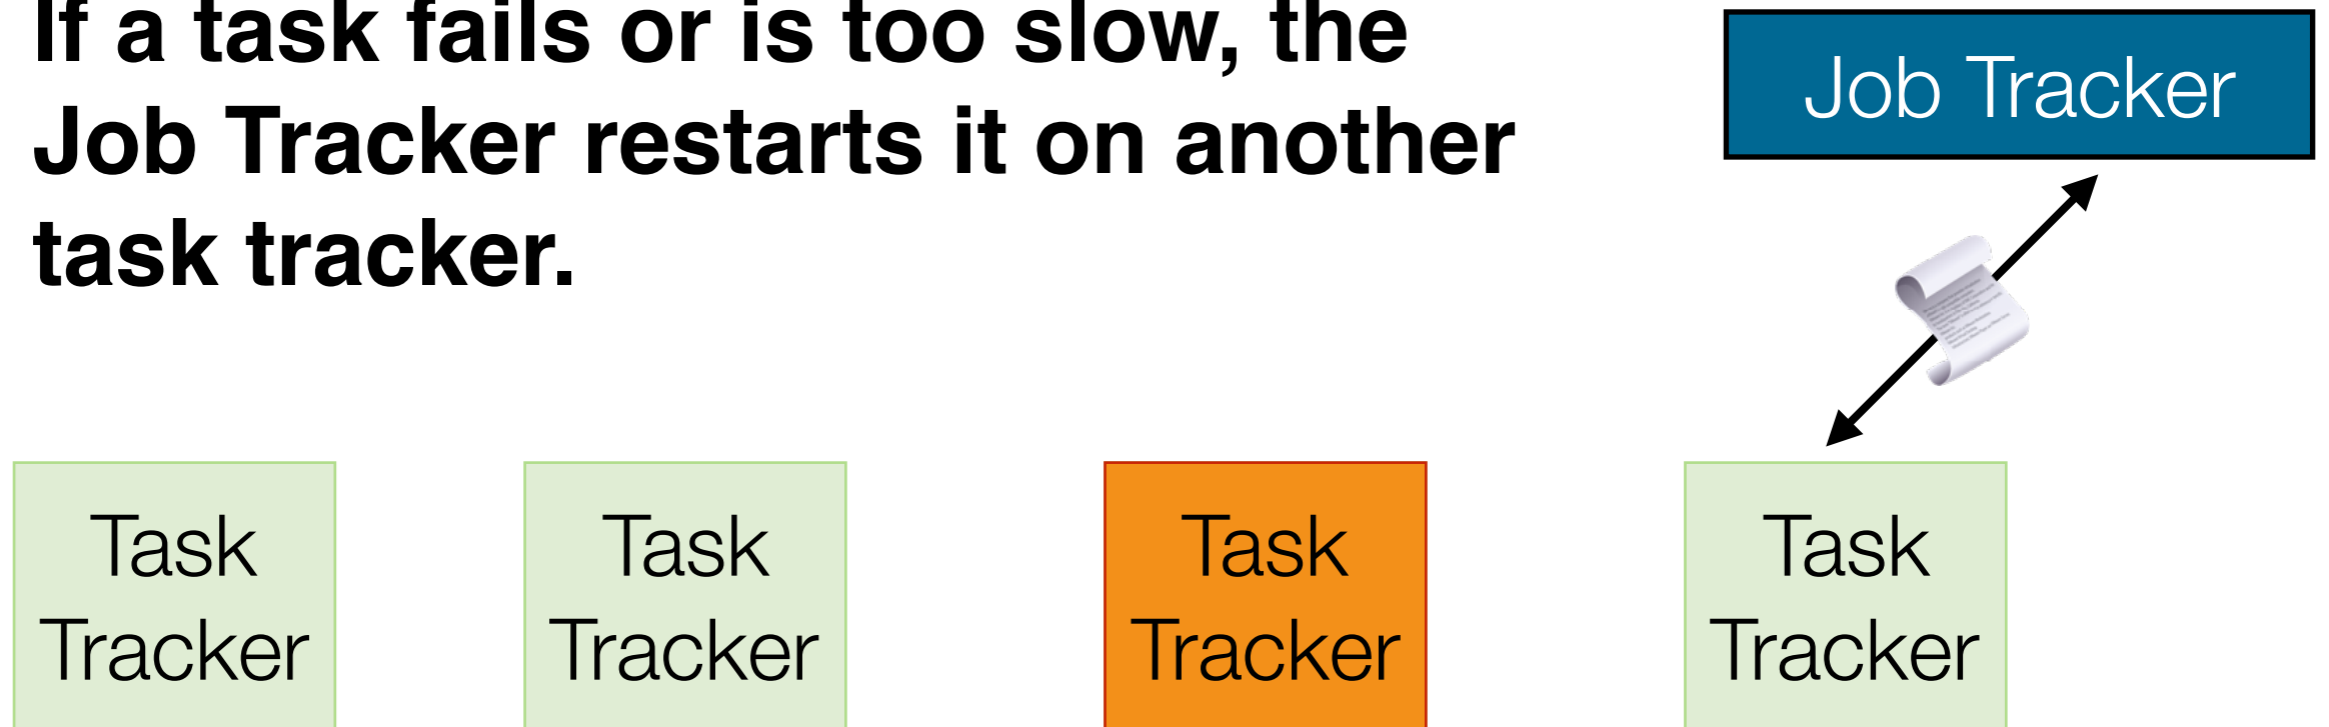 If a task fails or is too slow, the
Job Tracker restarts it on another
task tracker.
Job Tracker
Task
Tracker
Task
Tracker
Task
Tracker
Task
Tracker